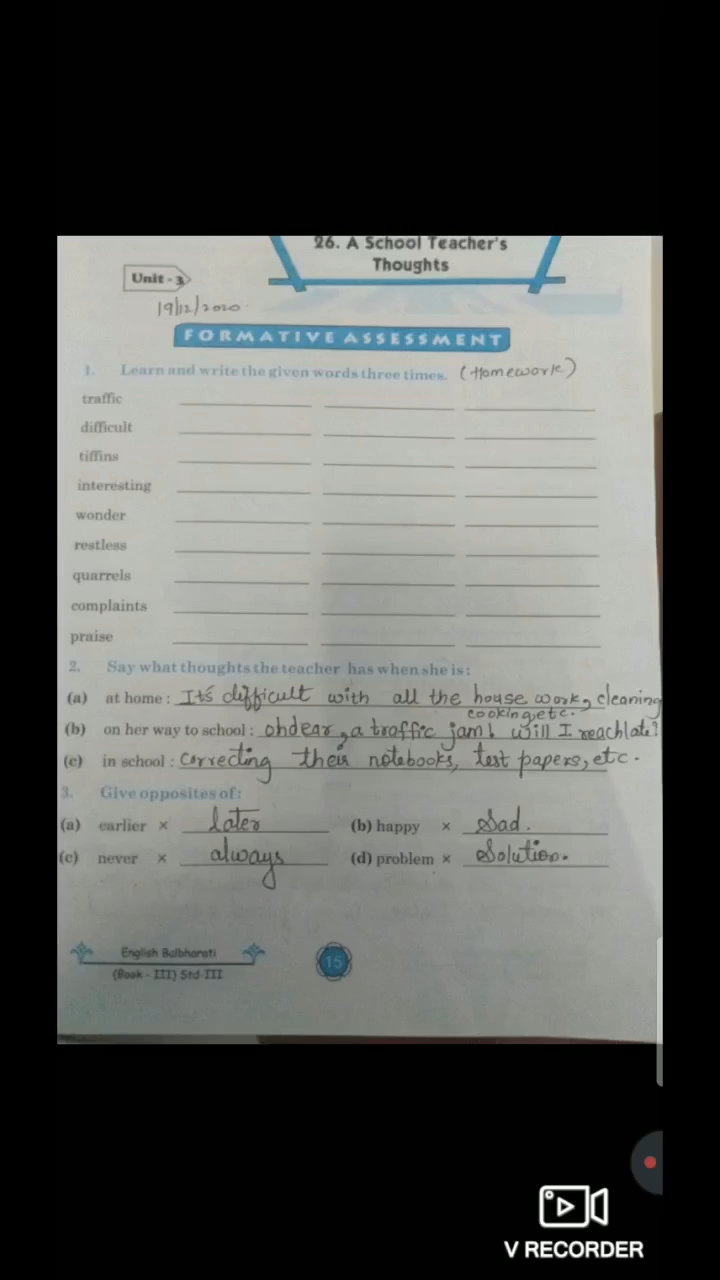 26. A School Teacher's
Thoughts
Unit - 3
19/12/2020
FORMATIVE ASSESSMENT
1. Learn and write the given words three times. (Homework)
traffic
difficult
tiffins
interesting
wonder
restless
quarrels
complaints
praise
2. Say what thoughts the teacher has when she is :
(a) at home : It's difficult with all the house work, cleaning
cooking, etc.
(b) on her way to school : oh dear, a traffic jam! will I reach late?
(c) in school : correcting their notebooks, test papers, etc.
3. Give opposites of :
(a) earlier × later (b) happy × Sad.
(c) never × always (d) problem × Solution.
English Balbharati
(Book - III) Std-III
15
V RECORDER